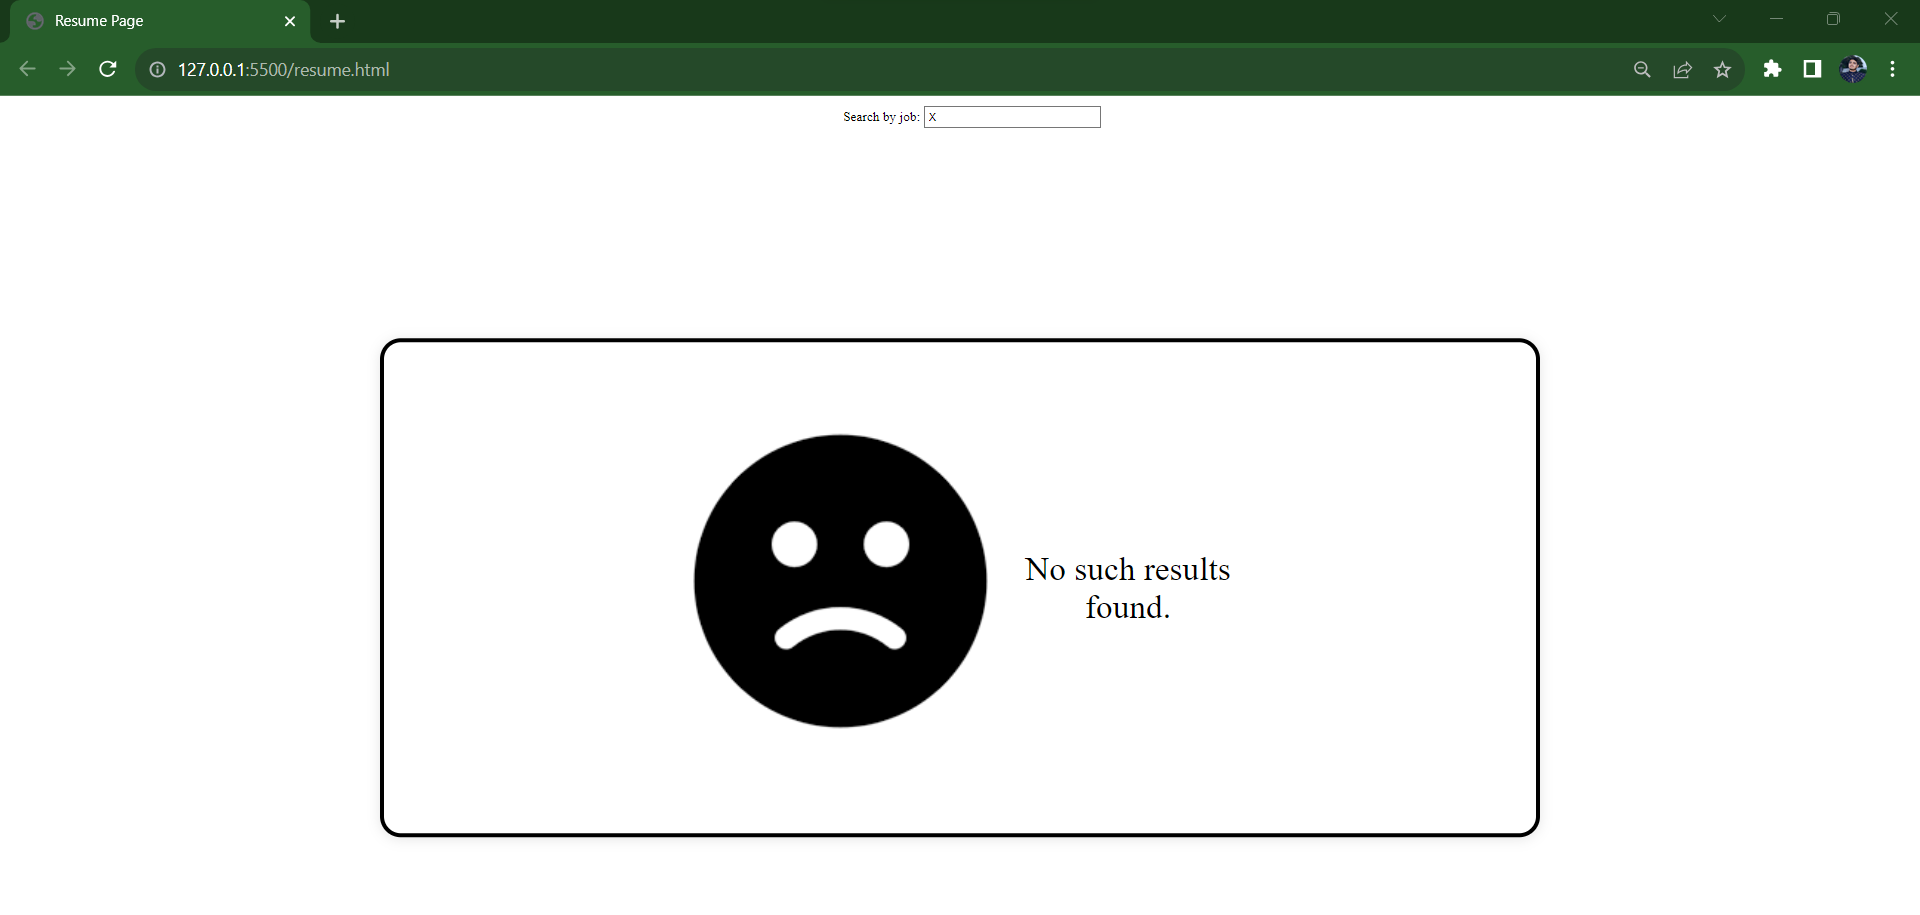 Resume Page
127.0.0.1:5500/resume.html
Search by job: X
No such results
found.